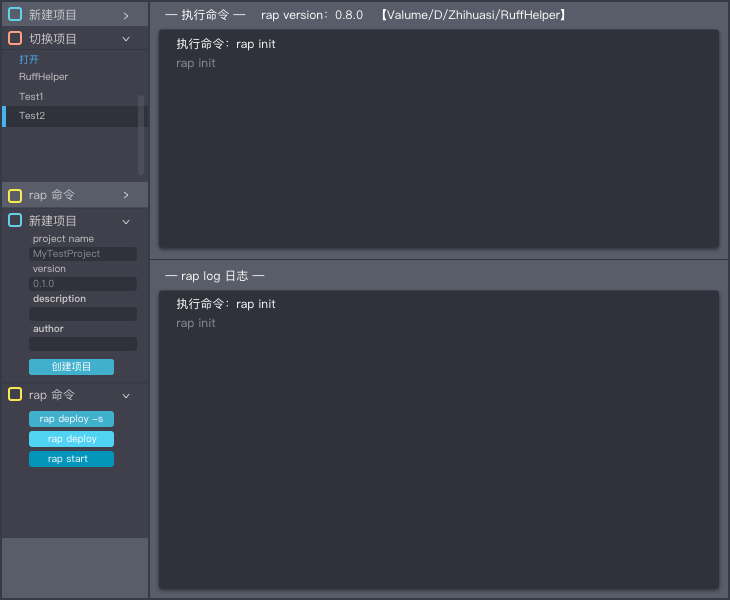 新建项目
切换项目
打开
RuffHelper
Test1
Test2
rap 命令
新建项目
project name
MyTestProject
version
0.1.0
description
author
创建项目
rap 命令
rap deploy -s
rap deploy
rap start
— 执行命令 — rap version：0.8.0 【Valume/D/Zhihuasi/RuffHelper】
执行命令：rap init
rap init
— rap log 日志 —
执行命令：rap init
rap init